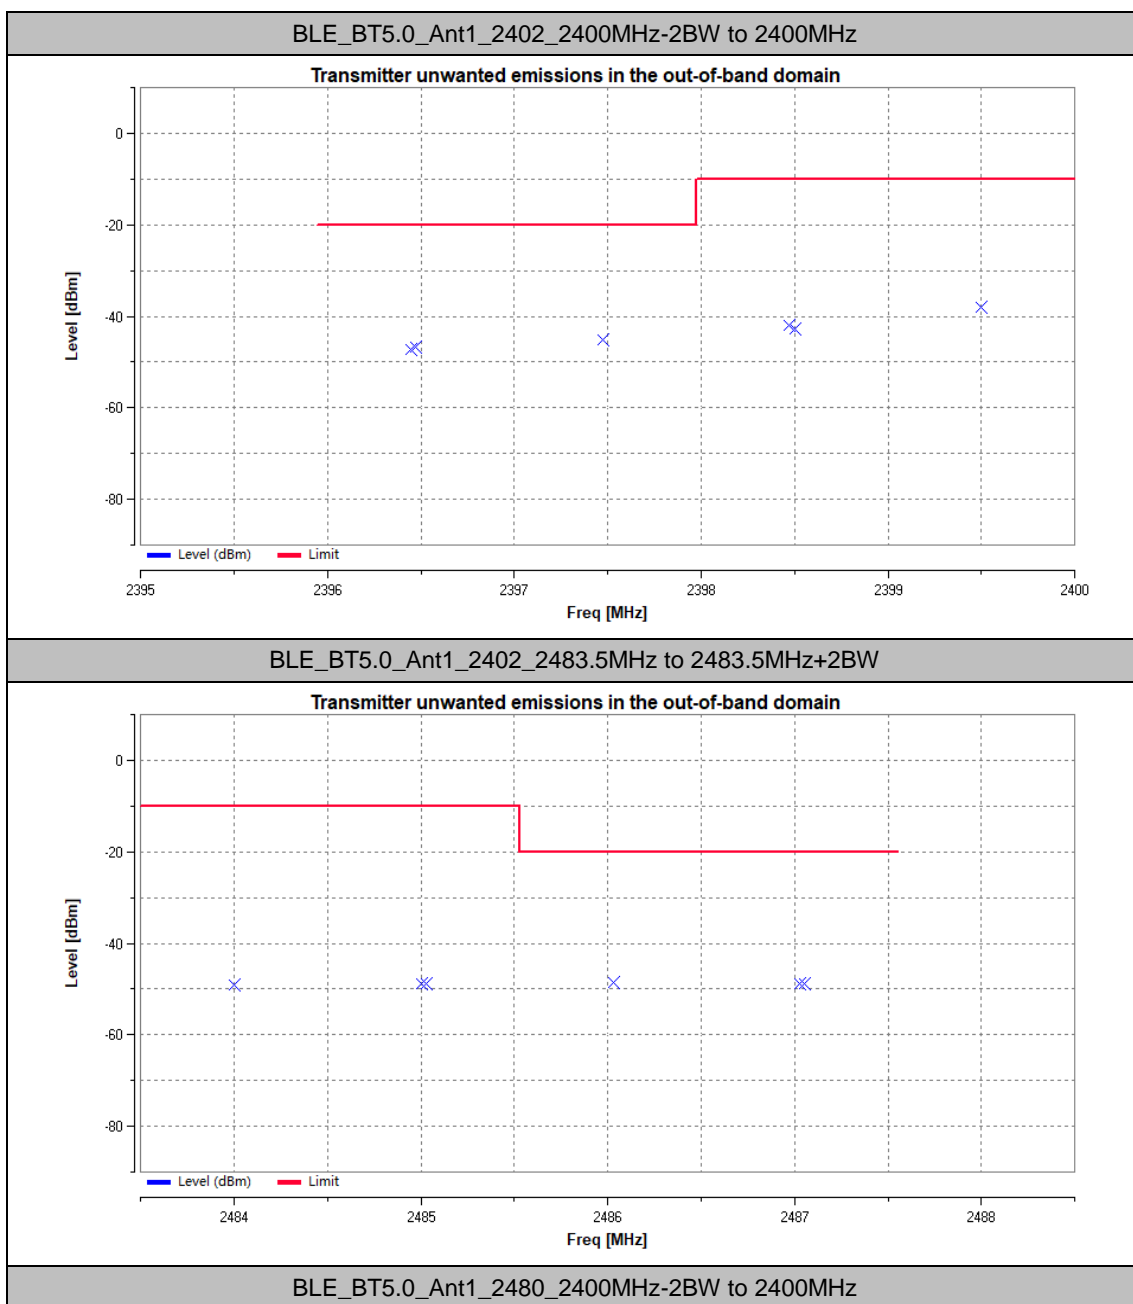 BLE_BT5.0_Ant1_2402_2400MHz-2BW to 2400MHz
Transmitter unwanted emissions in the out-of-band domain
0
-20
-40
-60
-80
Level [dBm]
Level (dBm) Limit
2395 2396 2397 2398 2399 2400
Freq [MHz]
BLE_BT5.0_Ant1_2402_2483.5MHz to 2483.5MHz+2BW
Transmitter unwanted emissions in the out-of-band domain
0
-20
-40
-60
-80
Level [dBm]
Level (dBm) Limit
2484 2485 2486 2487 2488
Freq [MHz]
BLE_BT5.0_Ant1_2480_2400MHz-2BW to 2400MHz